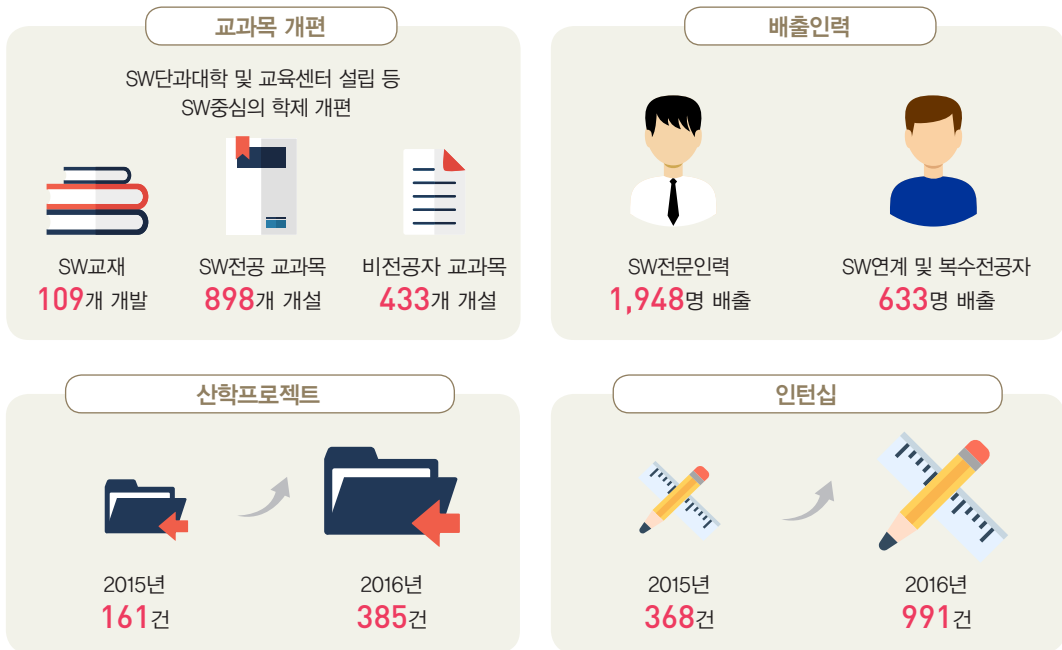 교과목 개편
SW단과대학 및 교육센터 설립 등
SW중심의 학제 개편
SW교재
109개 개발
SW전공 교과목
898개 개설
비전공자 교과목
433개 개설
배출인력
SW전문인력
1,948명 배출
SW연계 및 복수전공자
633명 배출
산학프로젝트
2015년
161건
2016년
385건
인턴십
2015년
368건
2016년
991건